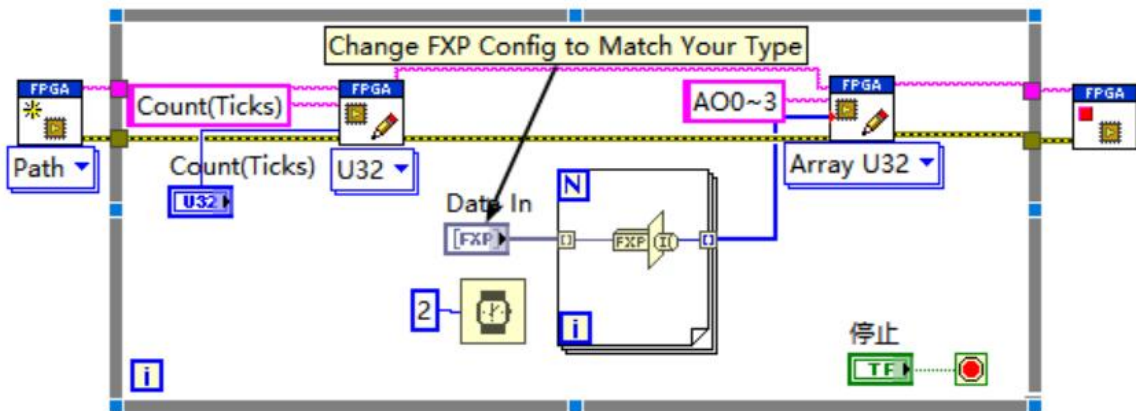 Change FXP Config to Match Your Type
FPGA
FPGA
FPGA
FPGA
Count(Ticks)
AO0~3
Path
Count(Ticks)
U32
Array U32
U32
Data In
[FXP]
N
FXP
2
i
停止
TF
i